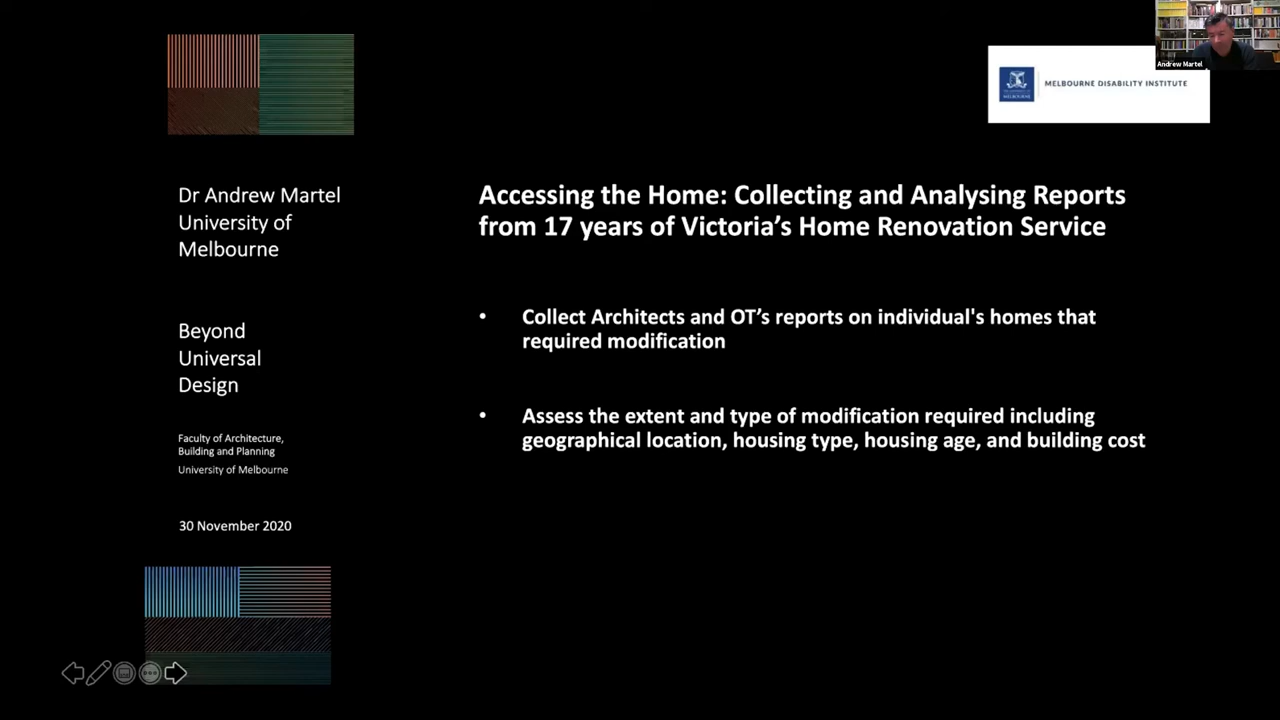 Andrew Martel
MELBOURNE DISABILITY INSTITUTE
MELBOURNE
Dr Andrew Martel
University of
Melbourne
Accessing the Home: Collecting and Analysing Reports
from 17 years of Victoria’s Home Renovation Service
Collect Architects and OT’s reports on individual's homes that
required modification
Beyond
Universal
Design
Assess the extent and type of modification required including
geographical location, housing type, housing age, and building cost
Faculty of Architecture,
Building and Planning
University of Melbourne
30 November 2020